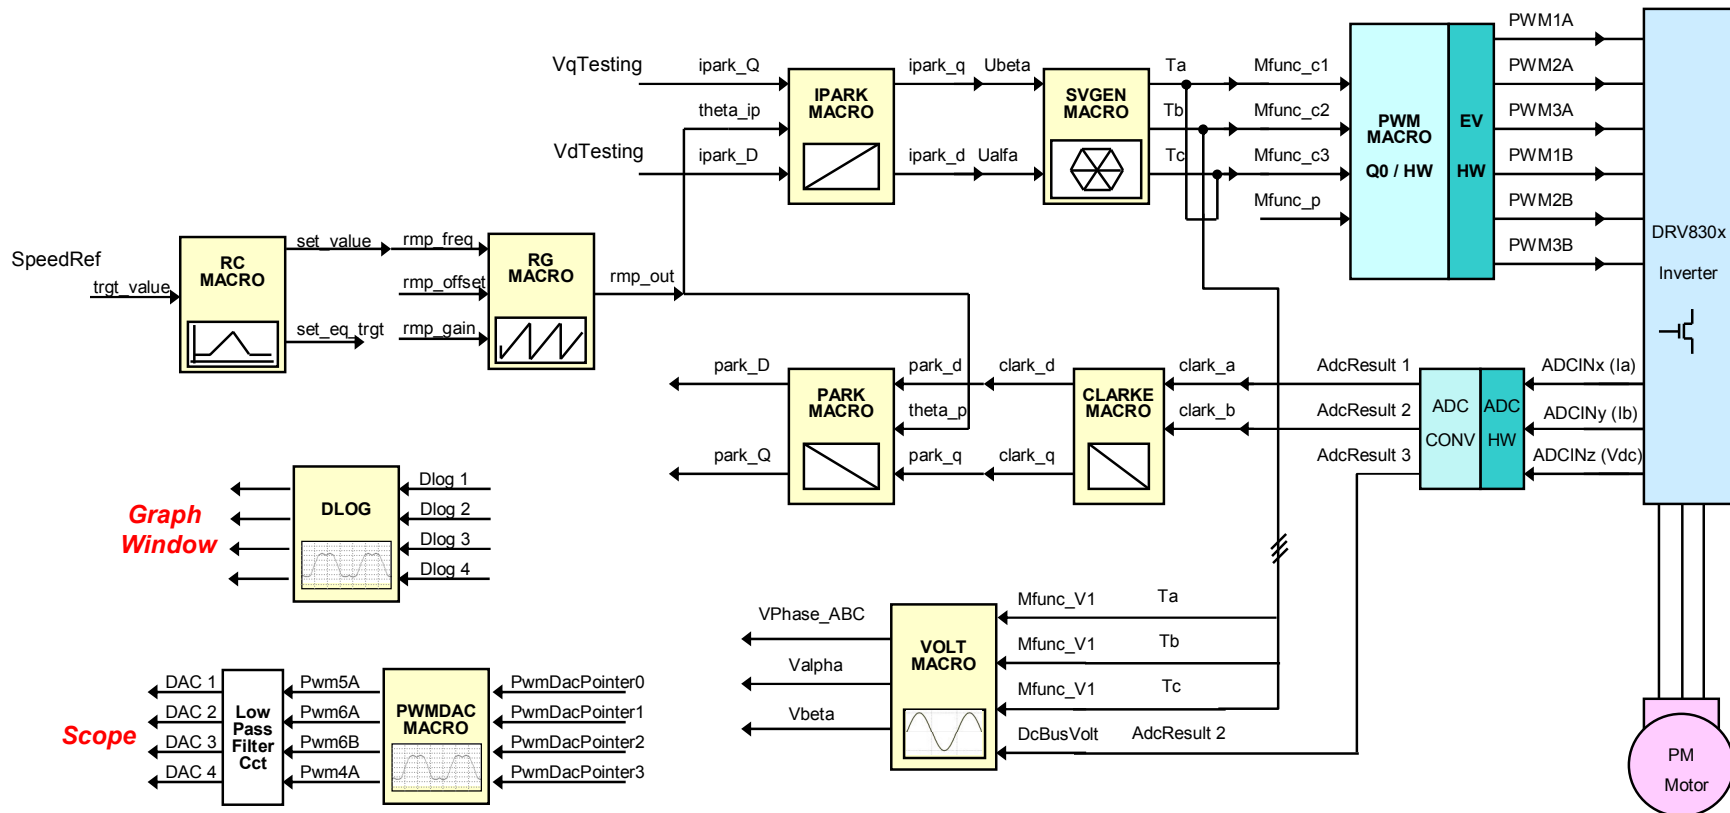 PWM1A
VqTesting
ipark_Q
IPARK
MACRO
ipark_q
Ubeta
SVGEN
MACRO
Ta
Mfunc_c1
PWM2A
theta_ip
Tb
Mfunc_c2
PWM
MACRO
Q0 / HW
EV
HW
PWM3A
VdTesting
ipark_D
ipark_d
Ualfa
Tc
Mfunc_c3
PWM1B
Mfunc_p
PWM2B
PWM3B
DRV830x
Inverter
SpeedRef
trgt_value
RC
MACRO
set_value
set_eq_trgt
rmp_freq
rmp_offset
rmp_gain
RG
MACRO
rmp_out
park_D
park_Q
PARK
MACRO
park_d
theta_p
park_q
clark_d
clark_q
CLARKE
MACRO
clark_a
clark_b
AdcResult 1
AdcResult 2
AdcResult 3
ADC
CONV
ADC
HW
ADCINx (Ia)
ADCINy (Ib)
ADCINz (Vdc)
Graph
Window
DLOG
Dlog 1
Dlog 2
Dlog 3
Dlog 4
VPhase_ABC
Valpha
Vbeta
VOLT
MACRO
Mfunc_V1
Ta
Mfunc_V1
Tb
Mfunc_V1
Tc
DcBusVolt
AdcResult 2
Scope
DAC 1
DAC 2
DAC 3
DAC 4
Low
Pass
Filter
Cct
Pwm5A
Pwm6A
Pwm6B
Pwm4A
PWMDAC
MACRO
PwmDacPointer0
PwmDacPointer1
PwmDacPointer2
PwmDacPointer3
PM
Motor